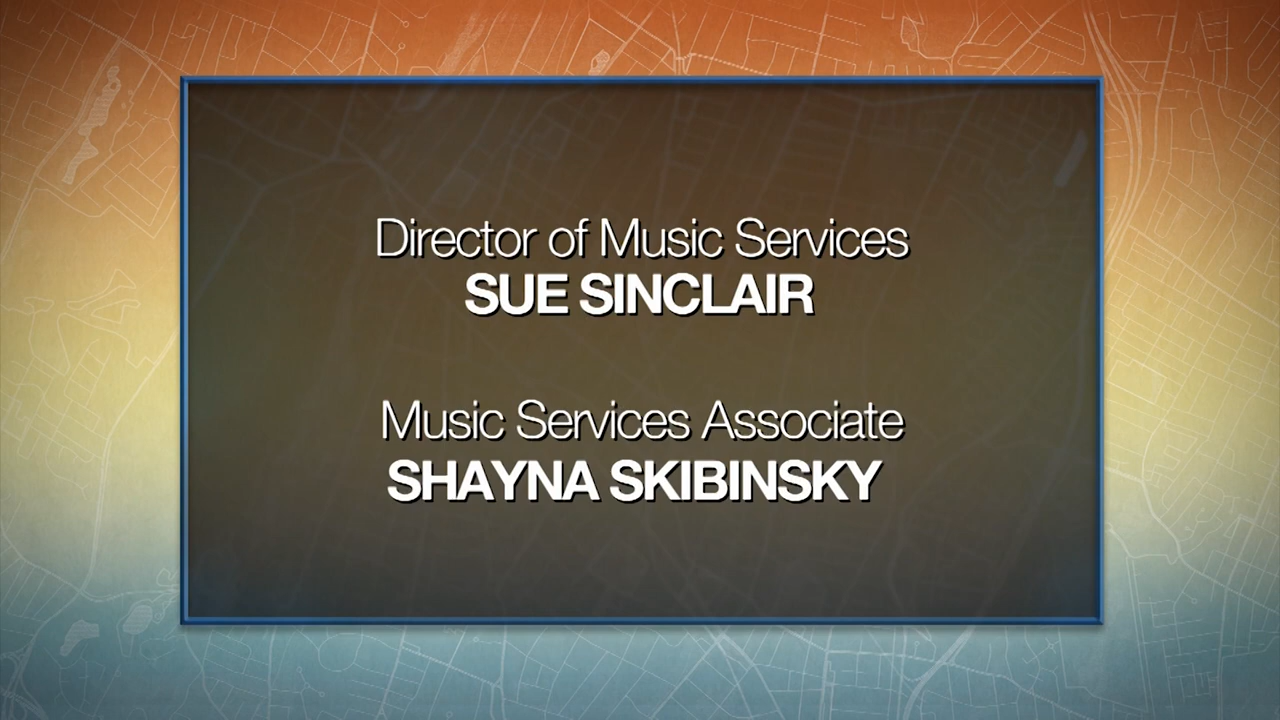 Director of Music Services
SUE SINCLAIR
Music Services Associate
SHAYNA SKIBINSKY